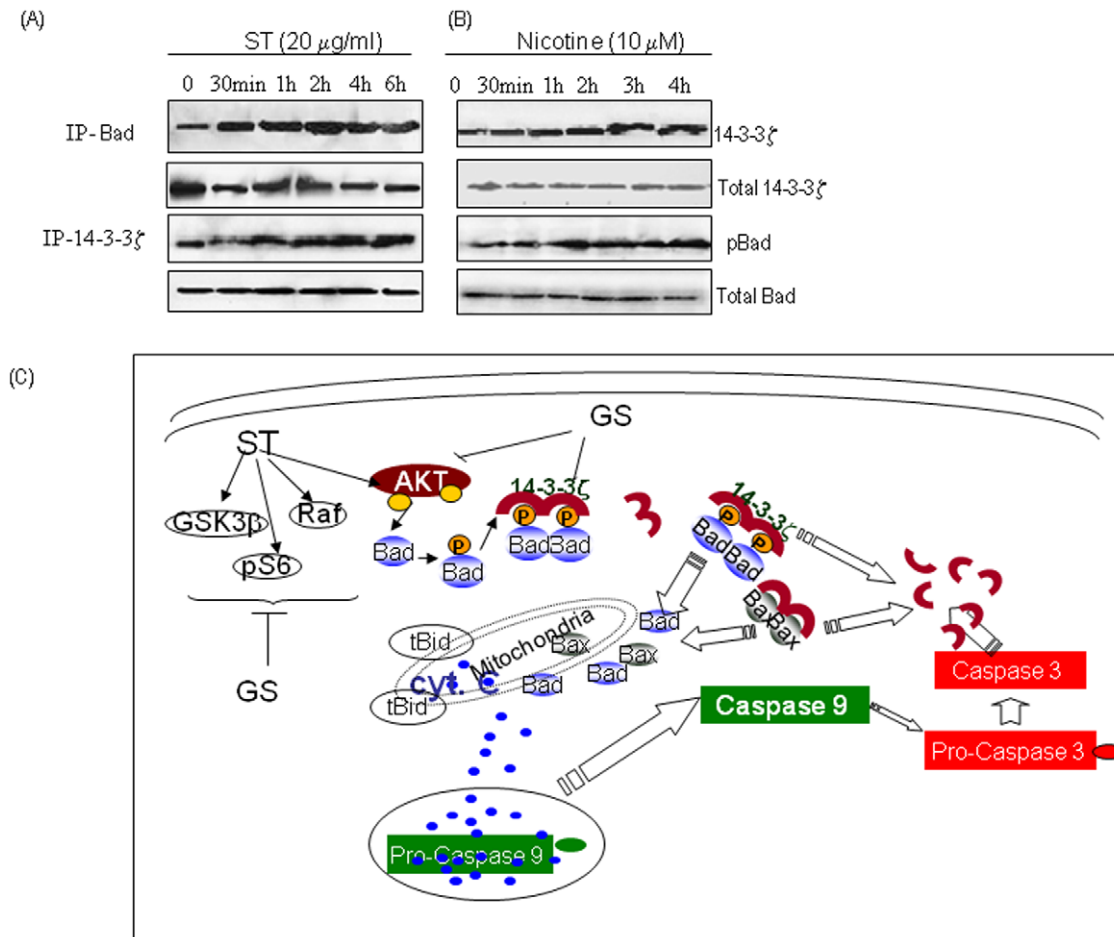 (A)
ST (20 µg/ml)
0 30min 1h 2h 4h 6h
IP- Bad
IP-14-3-3ζ
(B)
Nicotine (10 µM)
0 30min 1h 2h 3h 4h
14-3-3ζ
Total 14-3-3ζ
pBad
Total Bad
(C)
GS
ST
AKT
14-3-3ζ
14-3-3ζ
GSK3β
Raf
pS6
P
P
P
P
P
Bad
Bad
Bad
Bad
Bad
Bad
GS
tBid
tBid
Mitochondria
cyt. C
Bax
Bad
Bad
Bax
Bad
Bax
Bax
Caspase 3
Caspase 9
Pro-Caspase 3
Pro-Caspase 9